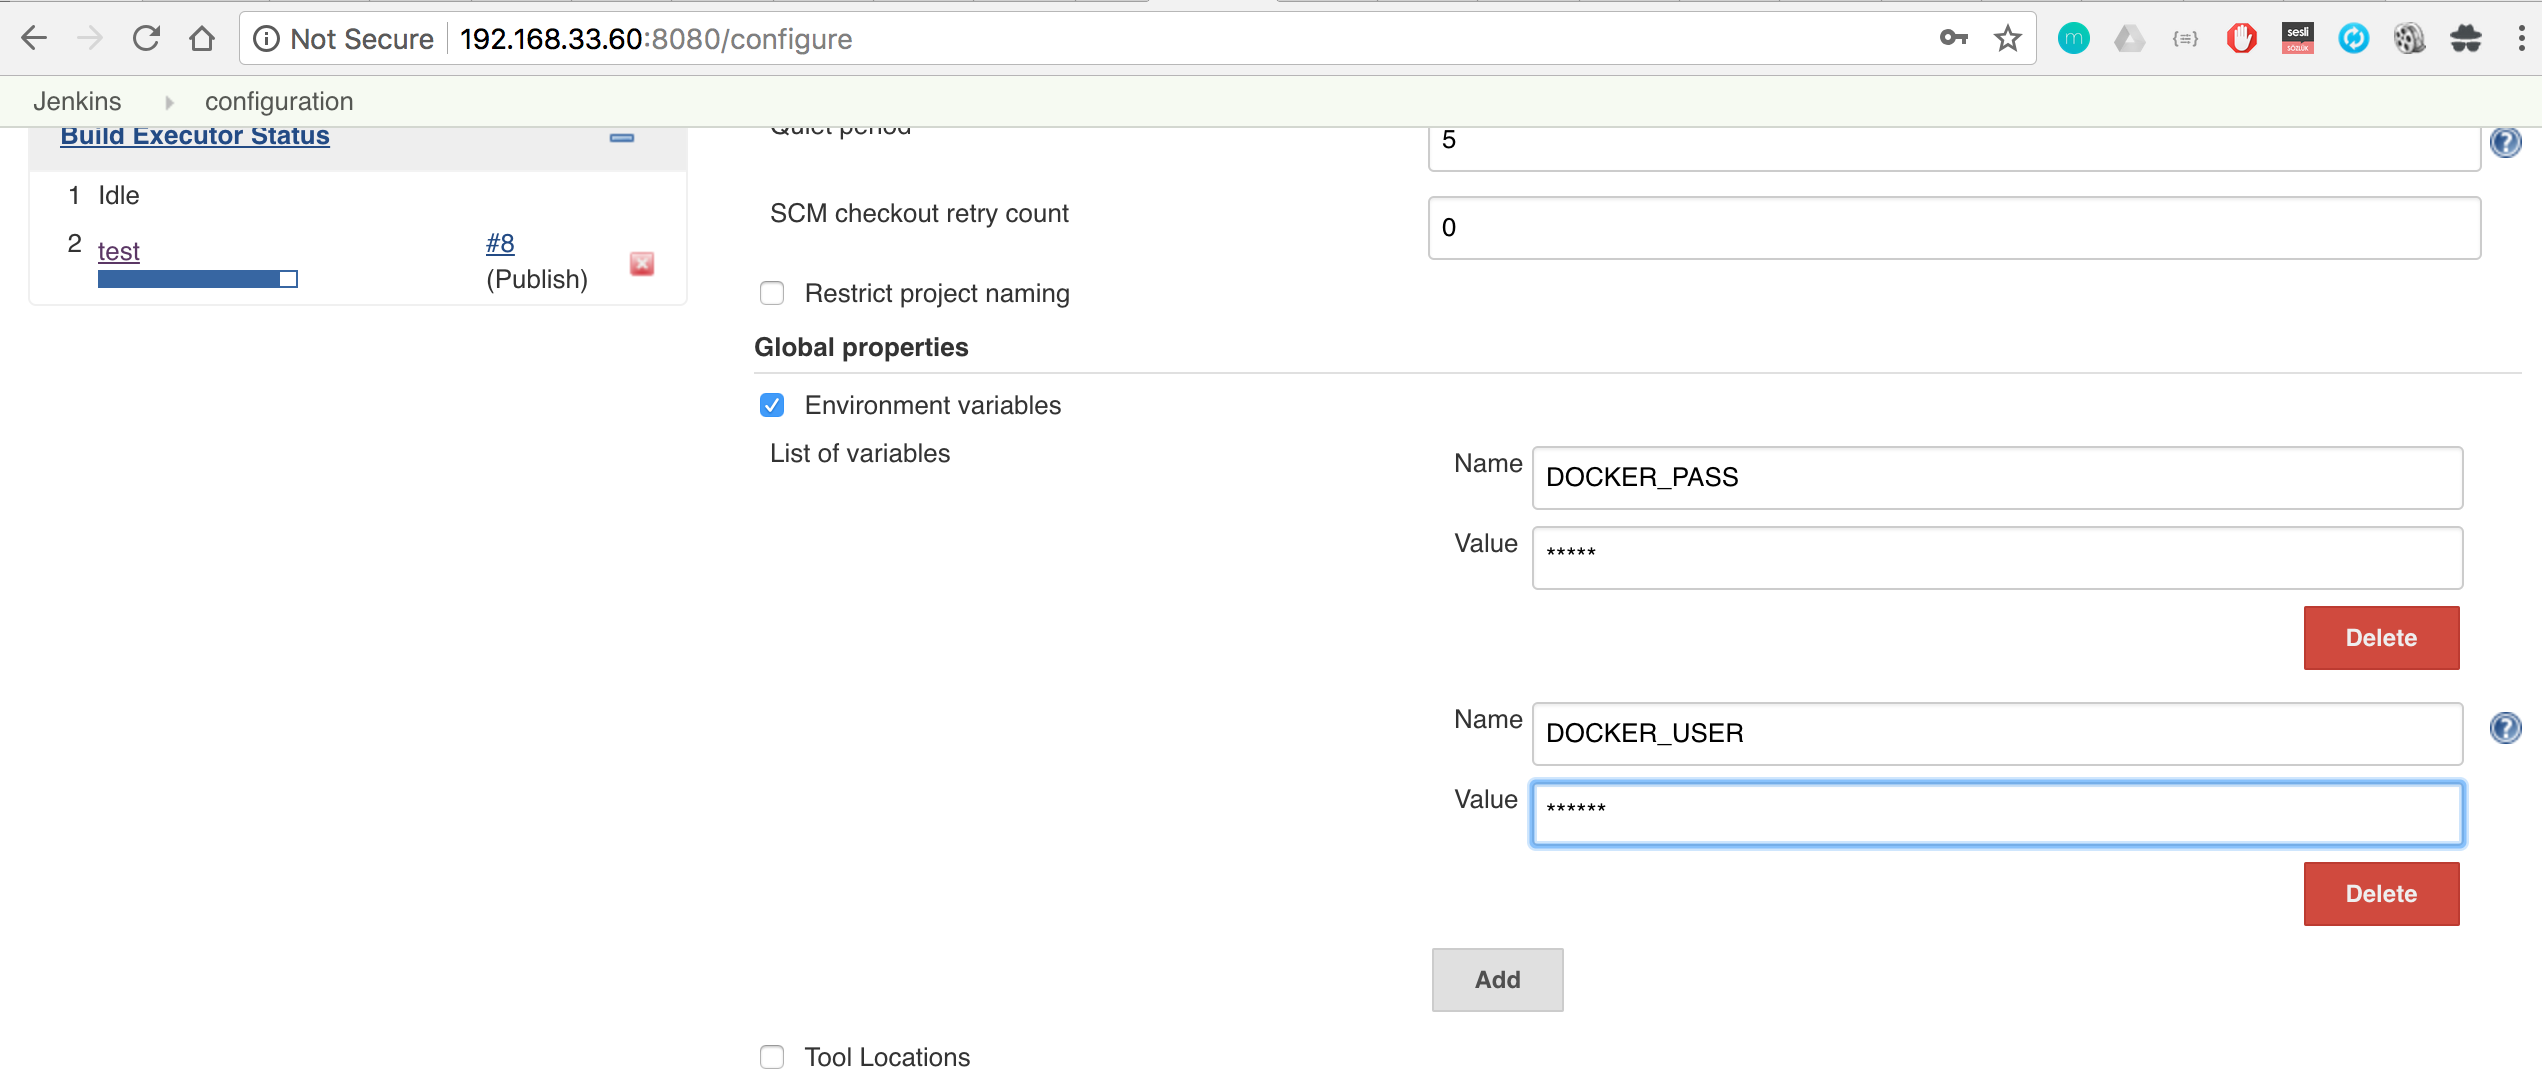 Not Secure 192.168.33.60:8080/configure
sesli
SÖZLÜK
Jenkins configuration
Build Executor Status
1 Idle
2 test #8
(Publish)
Quiet period 5
SCM checkout retry count 0
Restrict project naming
Global properties
Environment variables
List of variables
Name DOCKER_PASS
Value *****
Delete
Name DOCKER_USER
Value ******
Delete
Add
Tool Locations